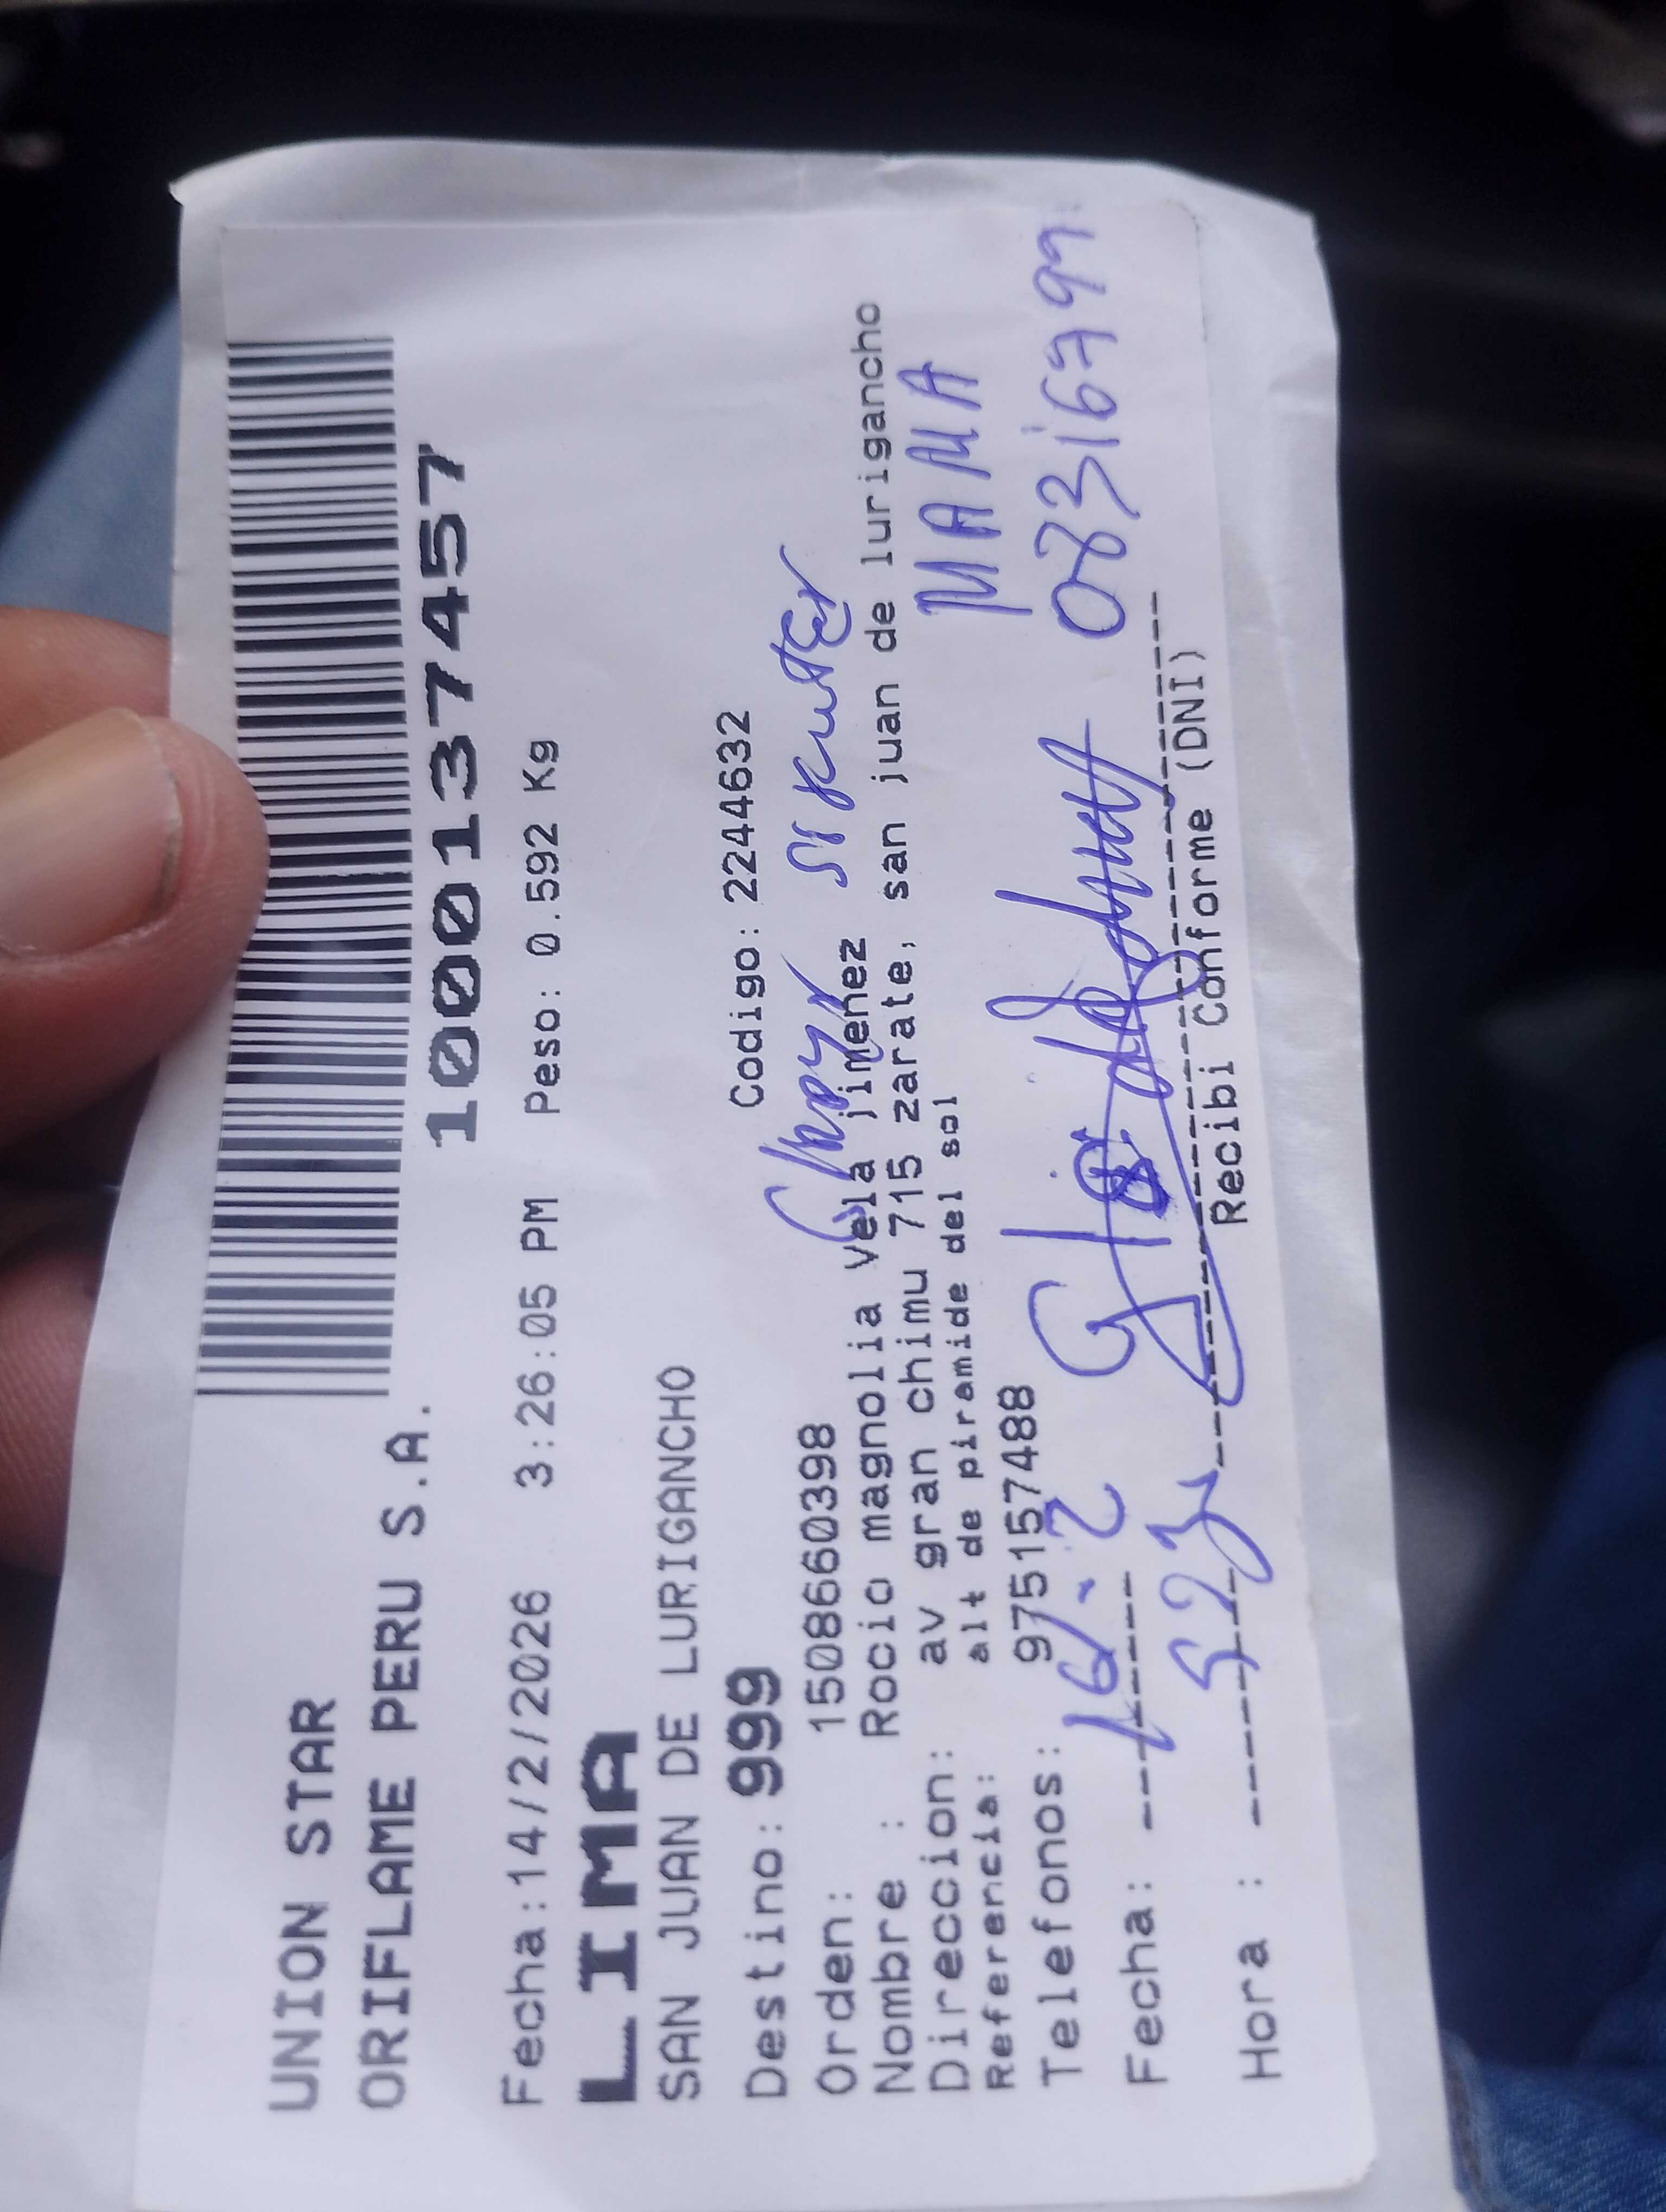 UNION STAR
ORIFLAME PERU S.A.
1000137457
Fecha:14/2/2026 3:26:05 PM Peso: 0.592 Kg
LIMA
SAN JUAN DE LURIGANCHO
Destino: 999 Codigo: 2244632
Orden: 1508660398
Nombre : Rocio magnolia Vela jimenez
Direccion: av gran chimu 715 zarate, san juan de lurigancho
Referencia: alt de piramide del sol
MAMA
Telefonos: 975157488
Fecha: 16/.2
08316799
Hora : 523
Recibi Conforme (DNI)